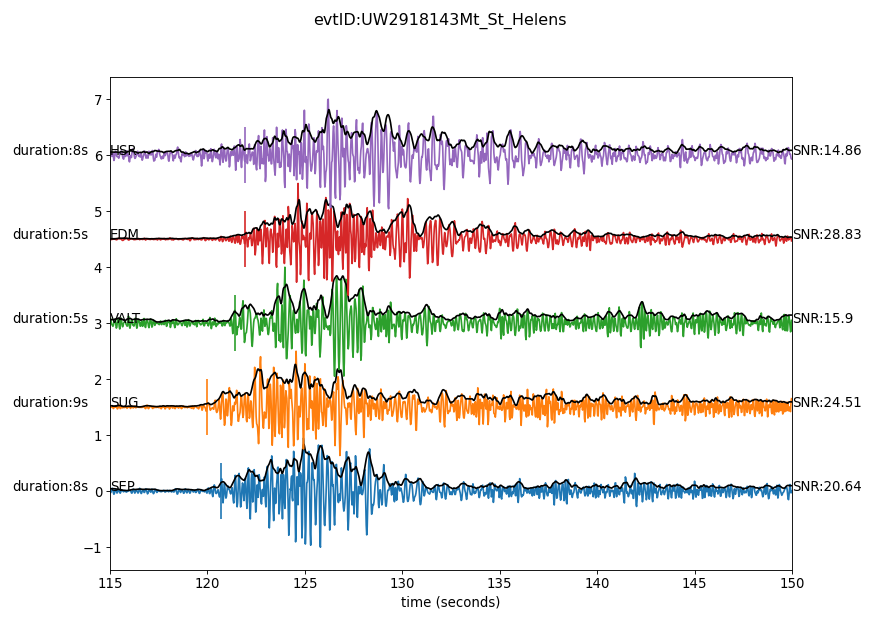 evtID:UW2918143Mt_St_Helens
7
duration:8s HSR SNR:14.86
6
5
duration:5s EDM SNR:28.83
4
duration:5s VALT SNR:15.9
3
2
duration:9s SUG SNR:24.51
1
duration:8s SEP SNR:20.64
0
−1
115 120 125 130 135 140 145 150
time (seconds)